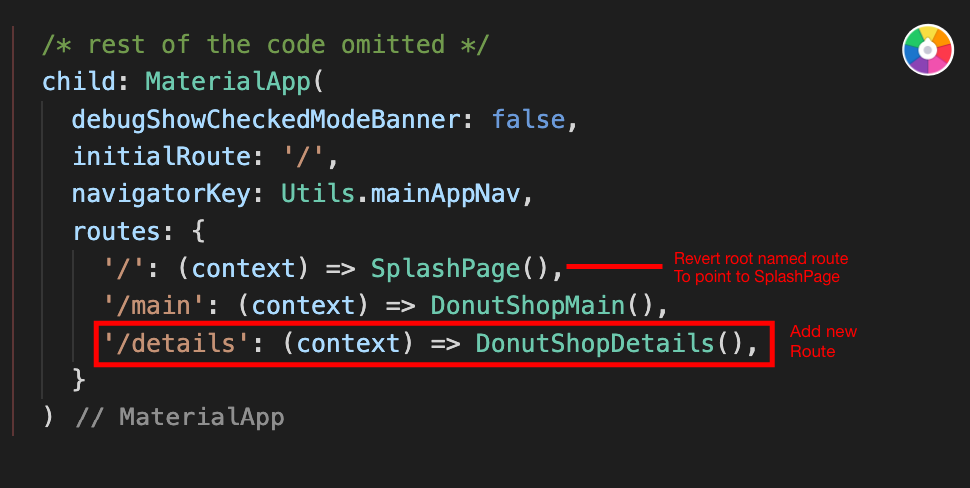 /* rest of the code omitted */
child: MaterialApp(
debugShowCheckedModeBanner: false,
initialRoute: '/',
navigatorKey: Utils.mainAppNav,
routes: {
'/': (context) => SplashPage(),
Revert root named route
To point to SplashPage
'/main': (context) => DonutShopMain(),
'/details': (context) => DonutShopDetails(),
Add new
Route
}
) // MaterialApp